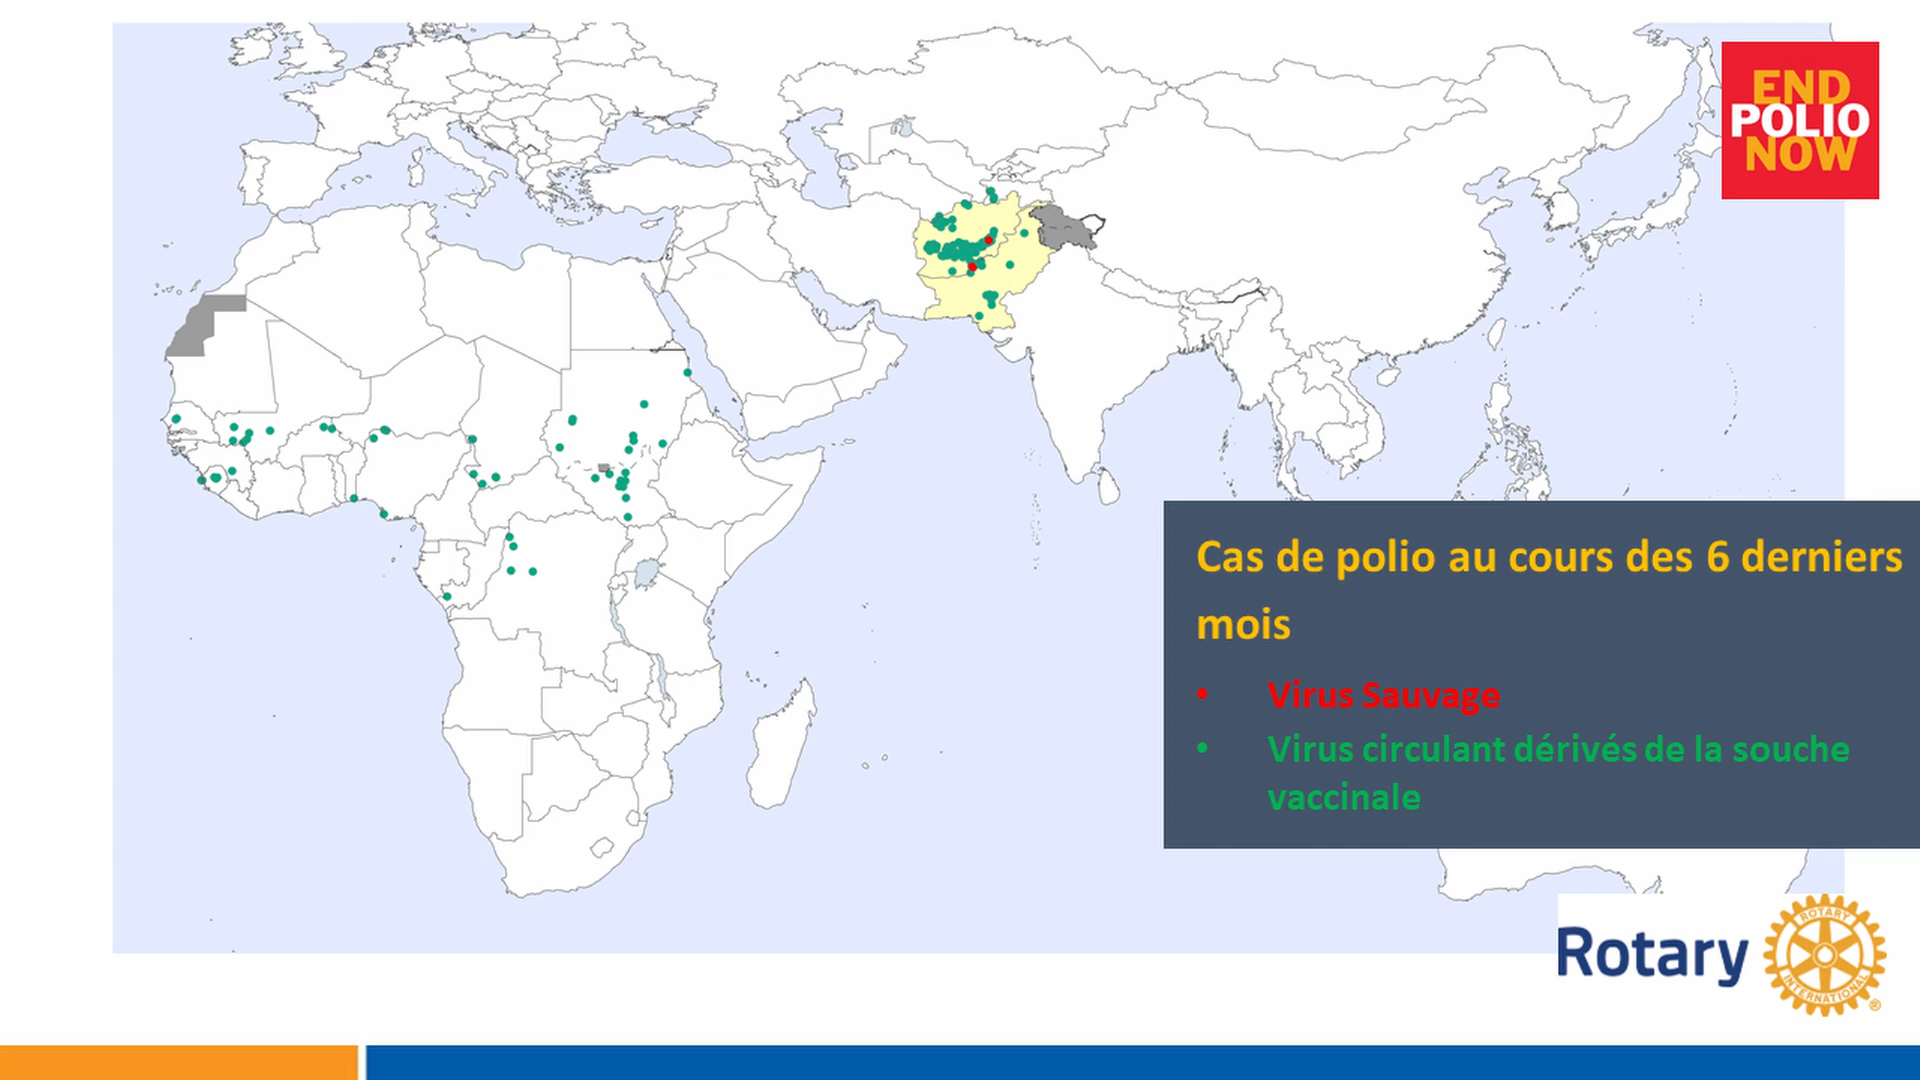 END
POLIO
NOW
Cas de polio au cours des 6 derniers
mois
• Virus Sauvage
• Virus circulant dérivés de la souche
vaccinale
Rotary
ROTARY
INTERNATIONAL
®